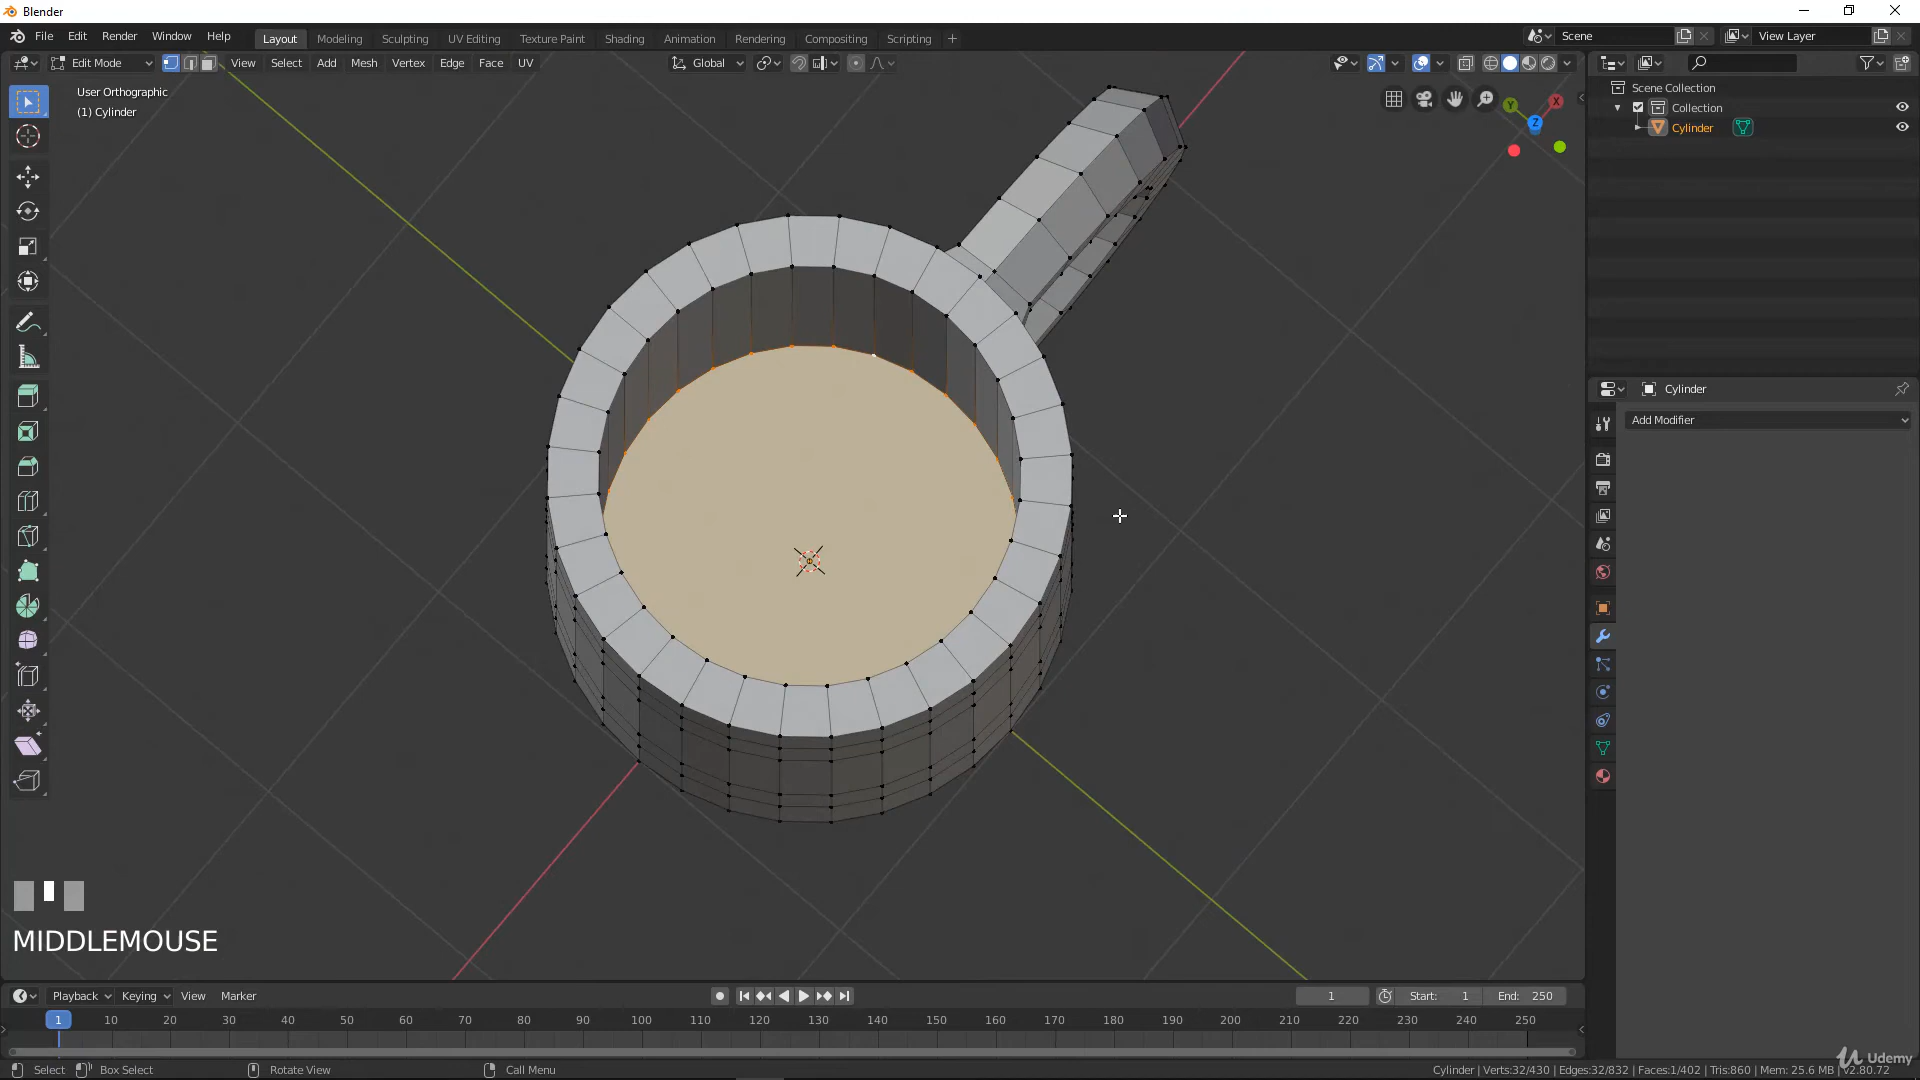 Blender
File Edit Render Window Help
Layout Modeling Sculpting UV Editing Texture Paint Shading Animation Rendering Compositing Scripting +
Scene
View Layer
Edit Mode
View Select Add Mesh Vertex Edge Face UV
Global
User Orthographic
(1) Cylinder
Y
X
Z
Scene Collection
Collection
Cylinder
Cylinder
Add Modifier
MIDDLEMOUSE
Playback Keying View Marker
1
Start: 1
End: 250
1 10 20 30 40 50 60 70 80 90 100 110 120 130 140 150 160 170 180 190 200 210 220 230 240 250
Select Box Select Rotate View Call Menu
Cylinder | Verts:32/430 | Edges:32/832 | Faces:1/402 | Tris:860 | Mem: 25.6 MB | v2.80.72
Udemy